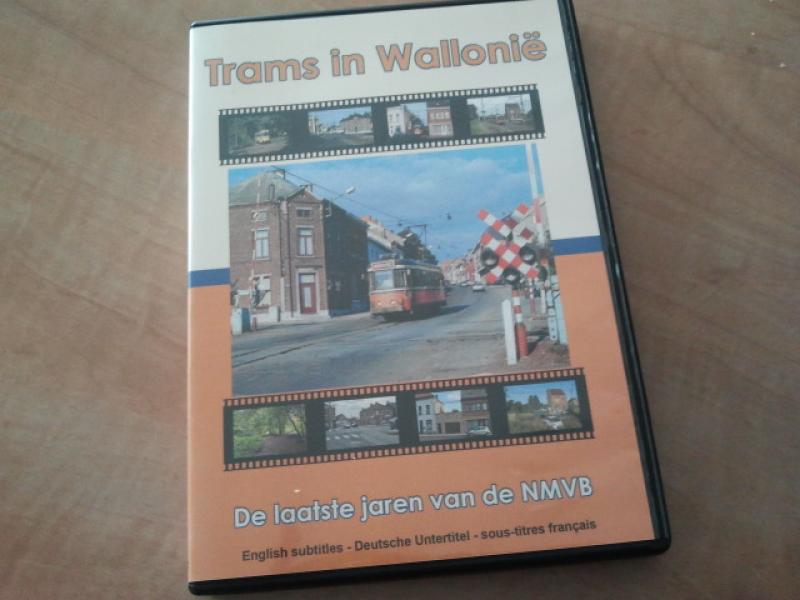 Trams in Wallonië
De laatste jaren van de NMVB
English subtitles - Deutsche Untertitel - sous-titres français